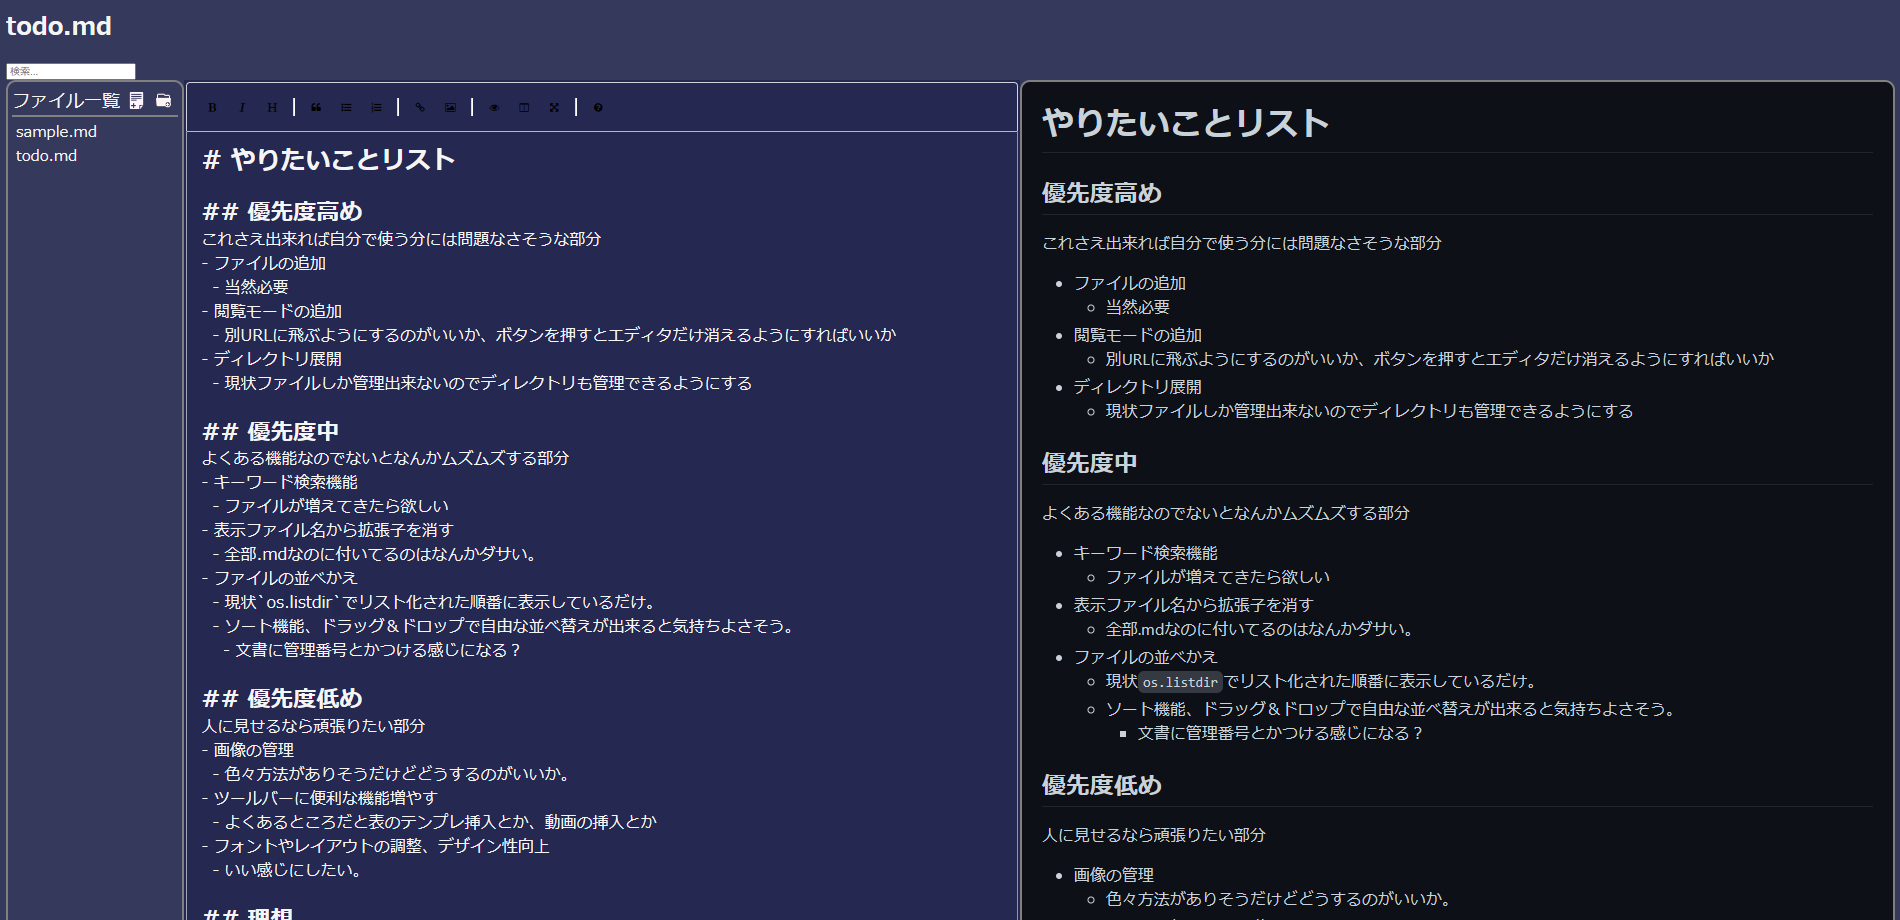 todo.md
検索...
ファイル一覧
sample.md
todo.md
B I H
# やりたいことリスト
## 優先度高め
これさえ出来れば自分で使う分には問題なさそうな部分
- ファイルの追加
- 当然必要
- 閲覧モードの追加
- 別URLに飛ぶようにするのがいいか、ボタンを押すとエディタだけ消えるようにすればいいか
- ディレクトリ展開
- 現状ファイルしか管理出来ないのでディレクトリも管理できるようにする
## 優先度中
よくある機能なのでないとなんかムズムズする部分
- キーワード検索機能
- ファイルが増えてきたら欲しい
- 表示ファイル名から拡張子を消す
- 全部.mdなのに付いてるのはなんかダサい。
- ファイルの並べかえ
- 現状`os.listdir`でリスト化された順番に表示しているだけ。
- ソート機能、ドラッグ＆ドロップで自由な並べ替えが出来ると気持ちよさそう。
- 文書に管理番号とかつける感じになる？
## 優先度低め
人に見せるなら頑張りたい部分
- 画像の管理
- 色々方法がありそうだけどどうするのがいいか。
- ツールバーに便利な機能増やす
- よくあるところだと表のテンプレ挿入とか、動画の挿入とか
- フォントやレイアウトの調整、デザイン性向上
- いい感じにしたい。
## 理想
やりたいことリスト
優先度高め
これさえ出来れば自分で使う分には問題なさそうな部分
ファイルの追加
当然必要
閲覧モードの追加
別URLに飛ぶようにするのがいいか、ボタンを押すとエディタだけ消えるようにすればいいか
ディレクトリ展開
現状ファイルしか管理出来ないのでディレクトリも管理できるようにする
優先度中
よくある機能なのでないとなんかムズムズする部分
キーワード検索機能
ファイルが増えてきたら欲しい
表示ファイル名から拡張子を消す
全部.mdなのに付いてるのはなんかダサい。
ファイルの並べかえ
現状os.listdirでリスト化された順番に表示しているだけ。
ソート機能、ドラッグ＆ドロップで自由な並べ替えが出来ると気持ちよさそう。
文書に管理番号とかつける感じになる？
優先度低め
人に見せるなら頑張りたい部分
画像の管理
色々方法がありそうだけどどうするのがいいか。